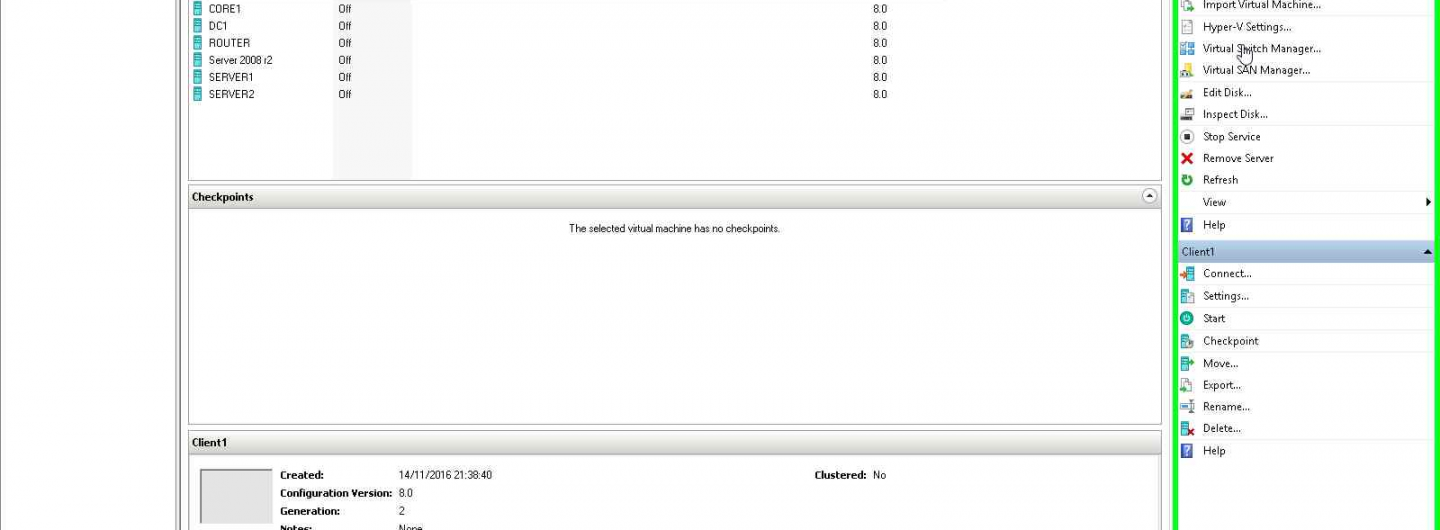 CORE1 Off 8.0
DC1 Off 8.0
ROUTER Off 8.0
Server 2008 r2 Off 8.0
SERVER1 Off 8.0
SERVER2 Off 8.0
Checkpoints
The selected virtual machine has no checkpoints.
Client1
Created: 14/11/2016 21:38:40 Clustered: No
Configuration Version: 8.0
Generation: 2
Notes: None
Import Virtual Machine...
Hyper-V Settings...
Virtual Switch Manager...
Virtual SAN Manager...
Edit Disk...
Inspect Disk...
Stop Service
Remove Server
Refresh
View
Help
Client1
Connect...
Settings...
Start
Checkpoint
Move...
Export...
Rename...
Delete...
Help